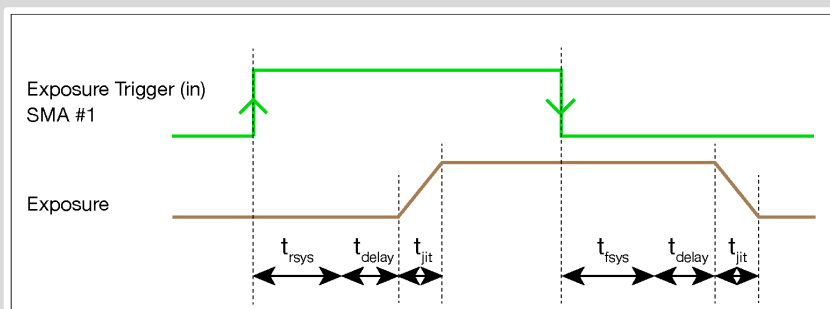 Exposure Trigger (in)
SMA #1
Exposure
trsys tdelay tjit tfsys tdelay tjit